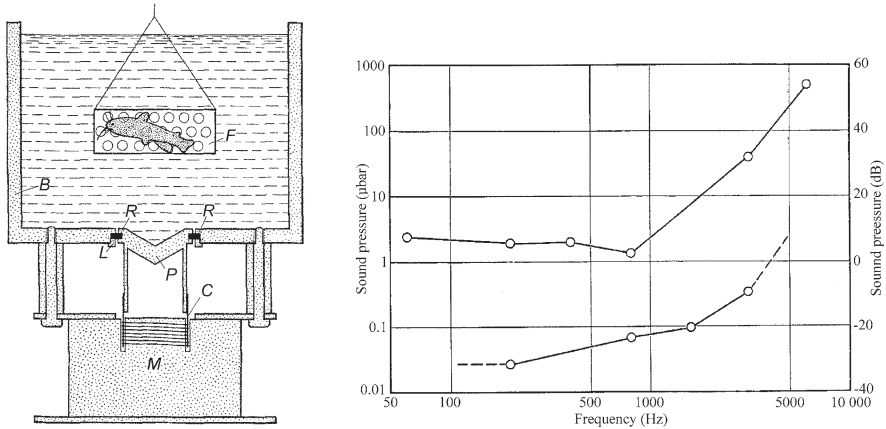 F
B
R R
L
P
C
M
1000
100
10
1
0.1
0.01
Sound pressure (µbar)
60
40
20
0
-20
-40
Sounnd pressure (dB)
50 100 500 1000 5000 10 000
Frequency (Hz)